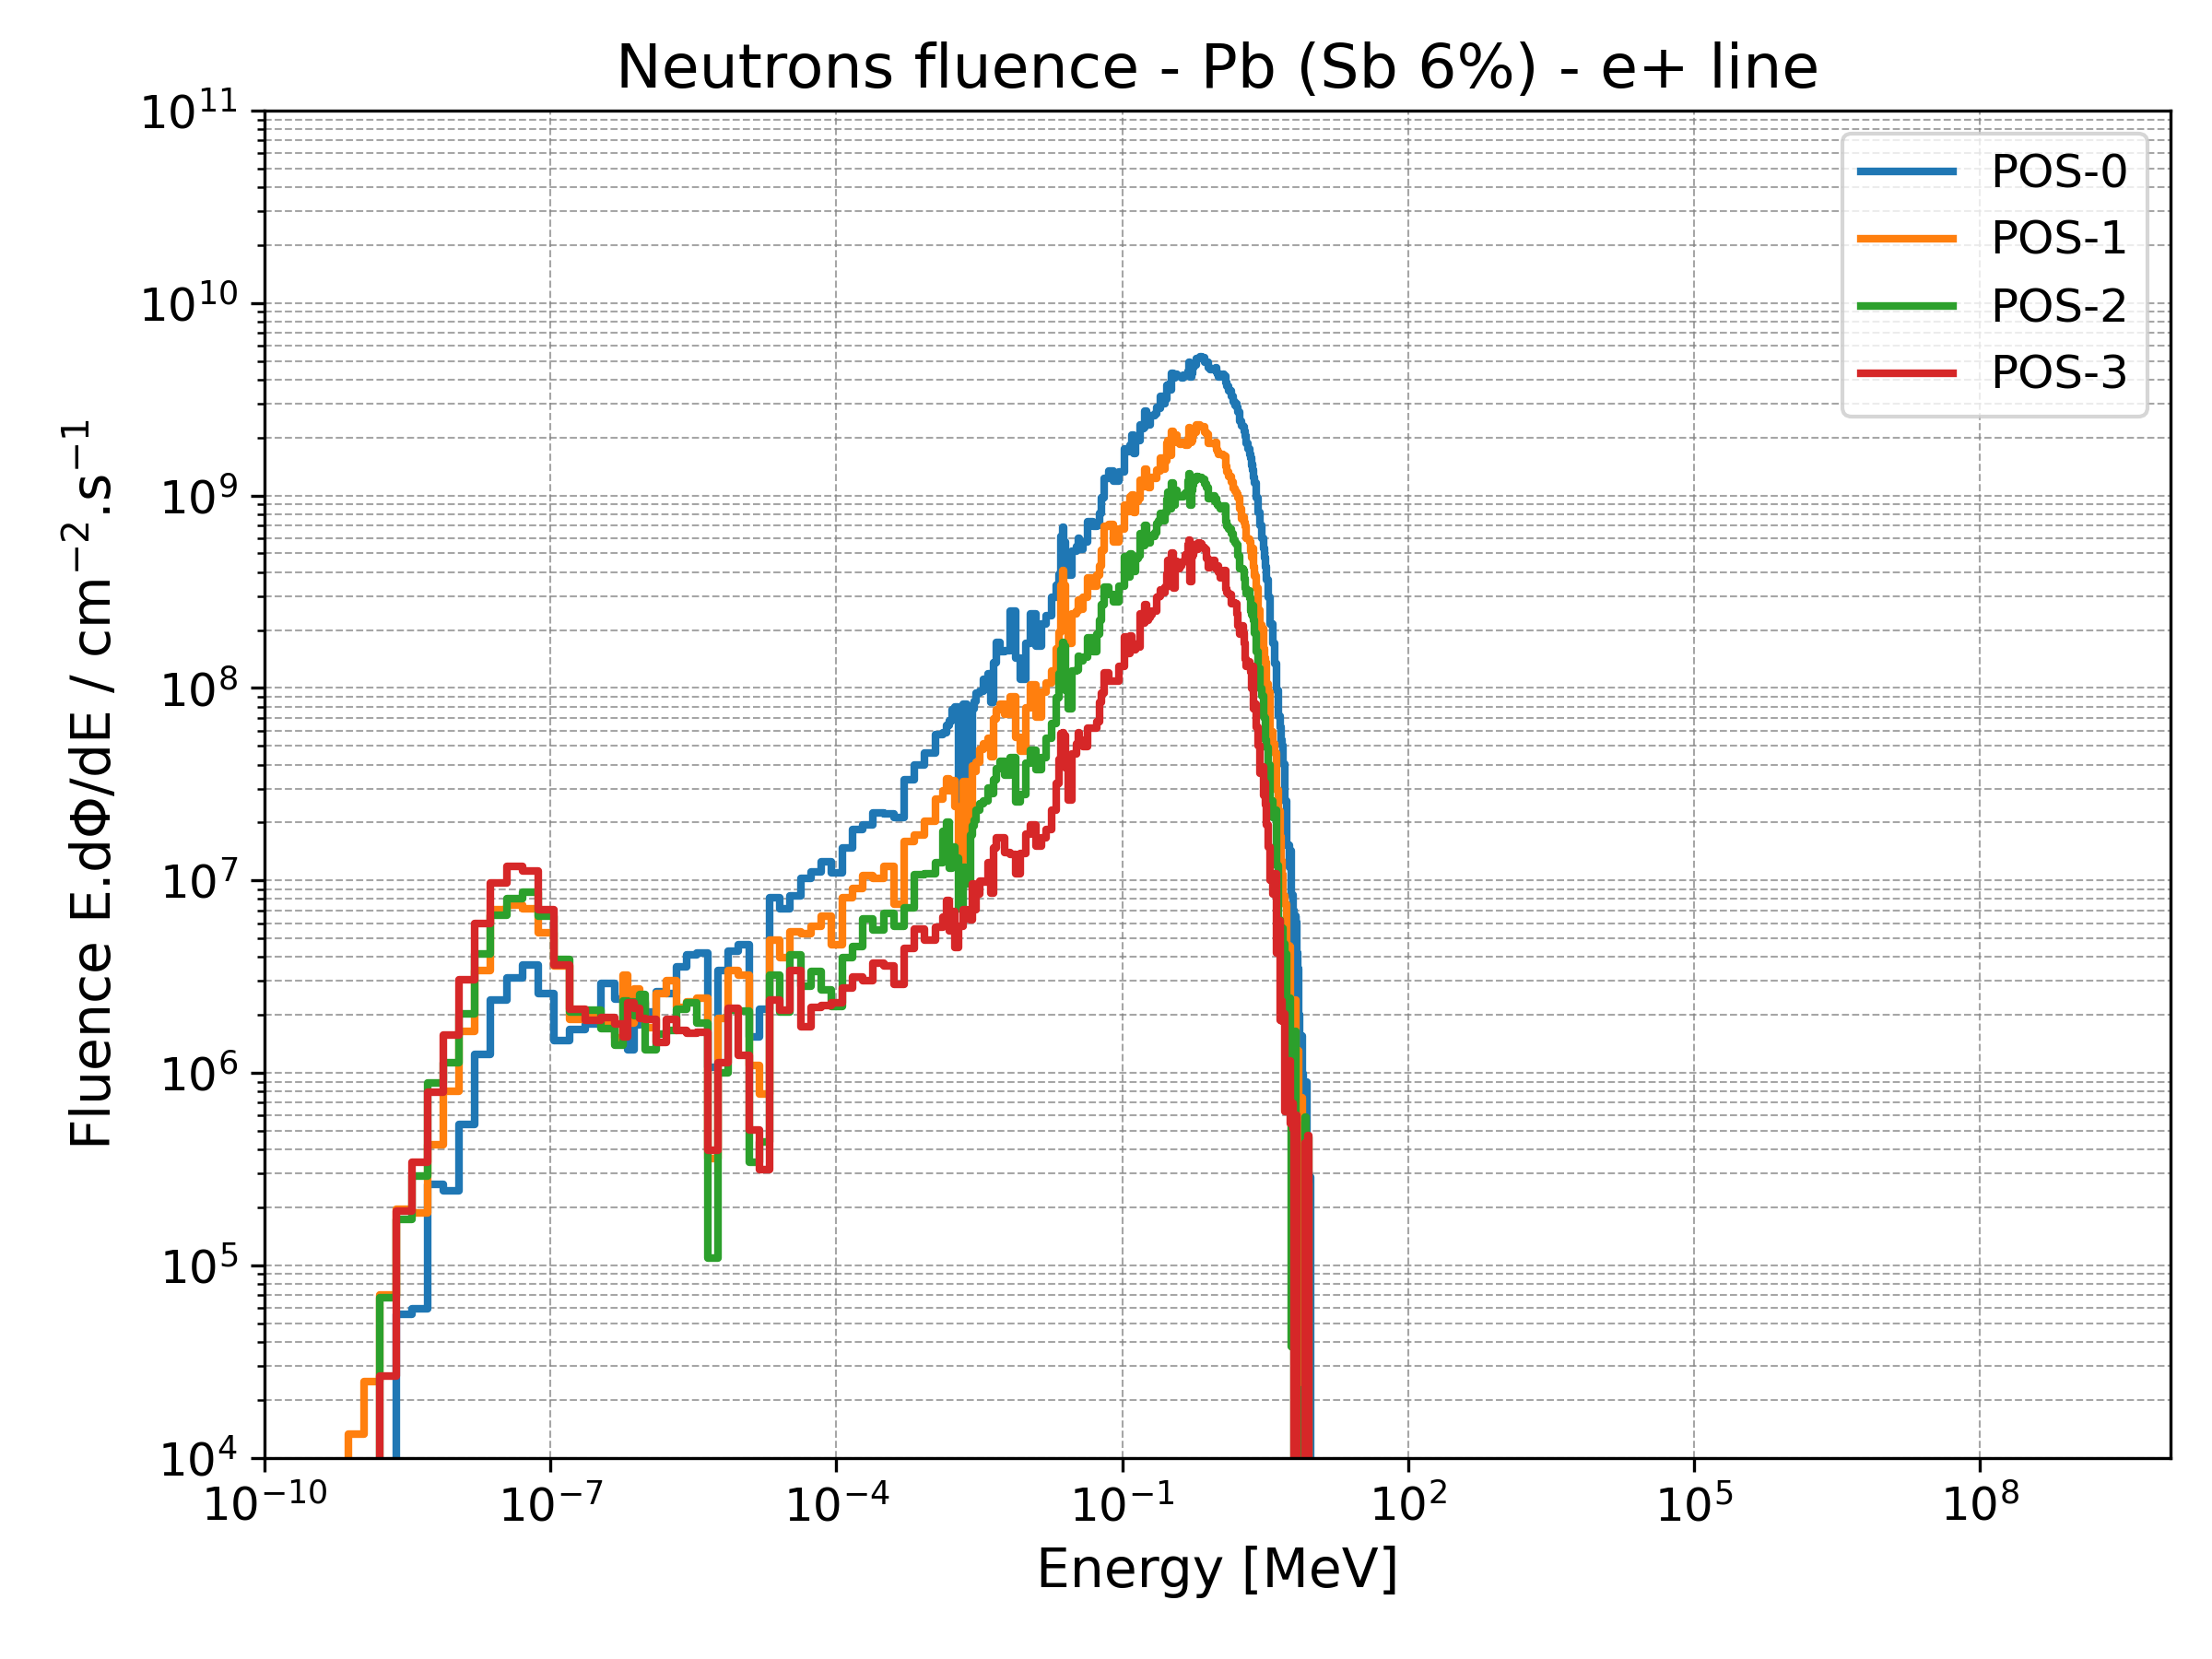 Neutrons fluence - Pb (Sb 6%) - e+ line
Fluence E.dΦ/dE / cm⁻².s⁻¹
10¹¹
10¹⁰
10⁹
10⁸
10⁷
10⁶
10⁵
10⁴
POS-0
POS-1
POS-2
POS-3
10⁻¹⁰ 10⁻⁷ 10⁻⁴ 10⁻¹ 10² 10⁵ 10⁸
Energy [MeV]